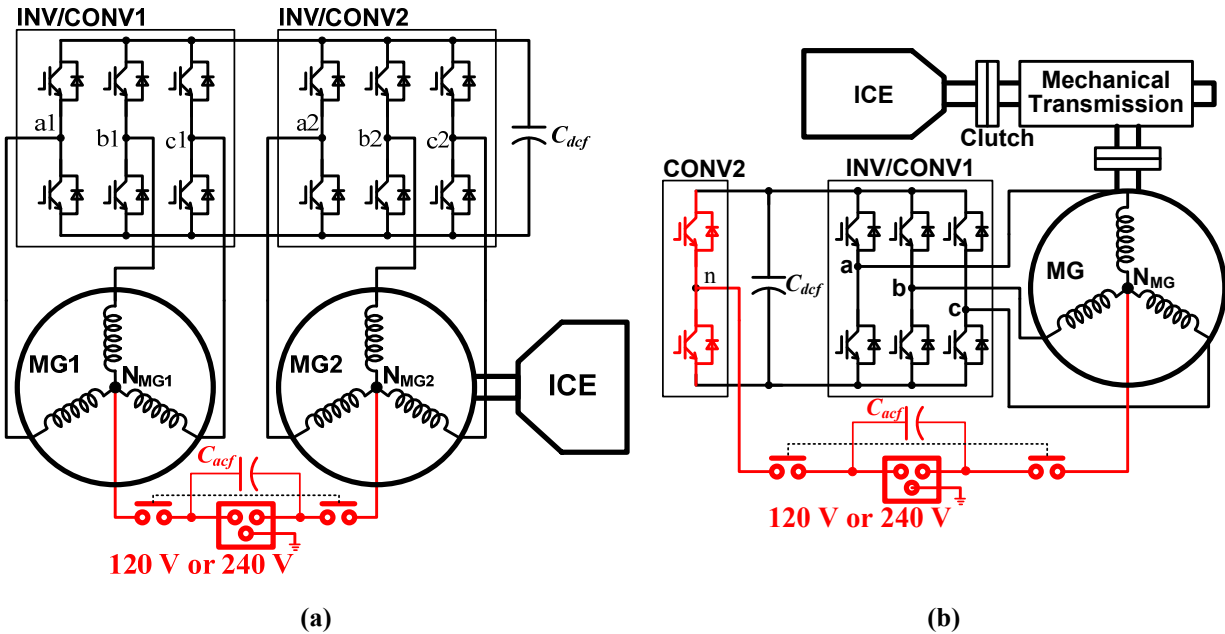 INV/CONV1
INV/CONV2
a1
b1
c1
a2
b2
c2
Cdcf
MG1
NMG1
MG2
NMG2
ICE
Cacf
120 V or 240 V
(a)
ICE
Mechanical
Transmission
Clutch
CONV2
INV/CONV1
n
Cdcf
a
b
c
MG
NMG
Cacf
120 V or 240 V
(b)